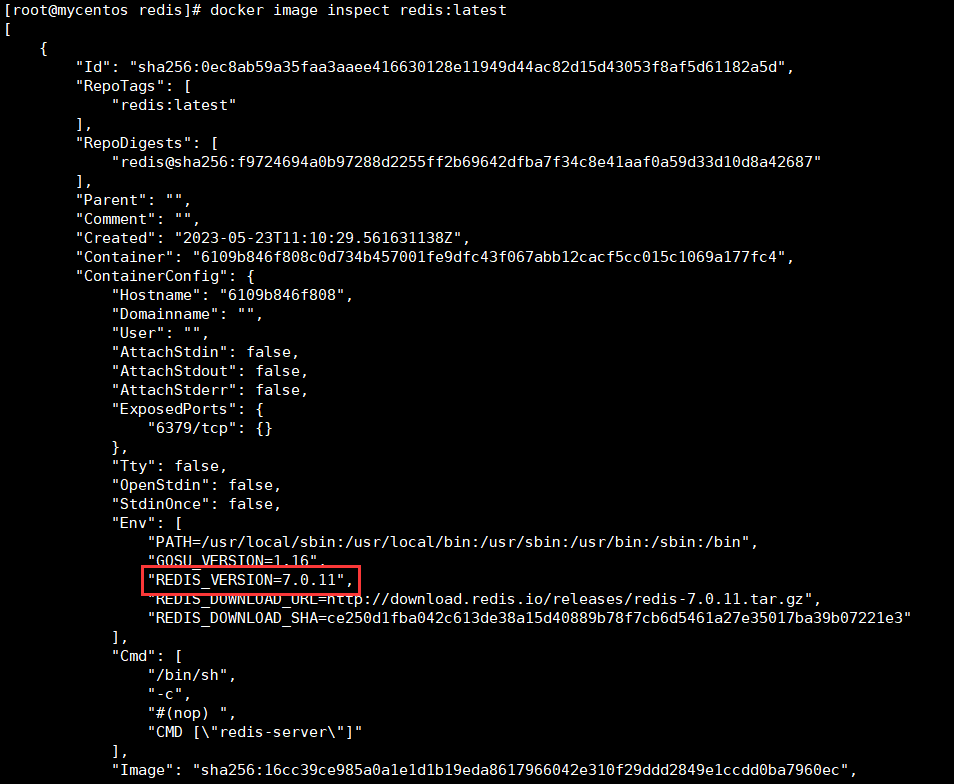 [root@mycentos redis]# docker image inspect redis:latest
[
    {
        "Id": "sha256:0ec8ab59a35faa3aaee416630128e11949d44ac82d15d43053f8af5d61182a5d",
        "RepoTags": [
            "redis:latest"
        ],
        "RepoDigests": [
            "redis@sha256:f9724694a0b97288d2255ff2b69642dfba7f34c8e41aaf0a59d33d10d8a42687"
        ],
        "Parent": "",
        "Comment": "",
        "Created": "2023-05-23T11:10:29.561631138Z",
        "Container": "6109b846f808c0d734b457001fe9dfc43f067abb12cacf5cc015c1069a177fc4",
        "ContainerConfig": {
            "Hostname": "6109b846f808",
            "Domainname": "",
            "User": "",
            "AttachStdin": false,
            "AttachStdout": false,
            "AttachStderr": false,
            "ExposedPorts": {
                "6379/tcp": {}
            },
            "Tty": false,
            "OpenStdin": false,
            "StdinOnce": false,
            "Env": [
                "PATH=/usr/local/sbin:/usr/local/bin:/usr/sbin:/usr/bin:/sbin:/bin",
                "GOSU_VERSION=1.16",
                "REDIS_VERSION=7.0.11",
                "REDIS_DOWNLOAD_URL=http://download.redis.io/releases/redis-7.0.11.tar.gz",
                "REDIS_DOWNLOAD_SHA=ce250d1fba042c613de38a15d40889b78f7cb6d5461a27e35017ba39b07221e3"
            ],
            "Cmd": [
                "/bin/sh",
                "-c",
                "#(nop) ",
                "CMD [\"redis-server\"]"
            ],
            "Image": "sha256:16cc39ce985a0a1e1d1b19eda8617966042e310f29ddd2849e1ccdd0ba7960ec",